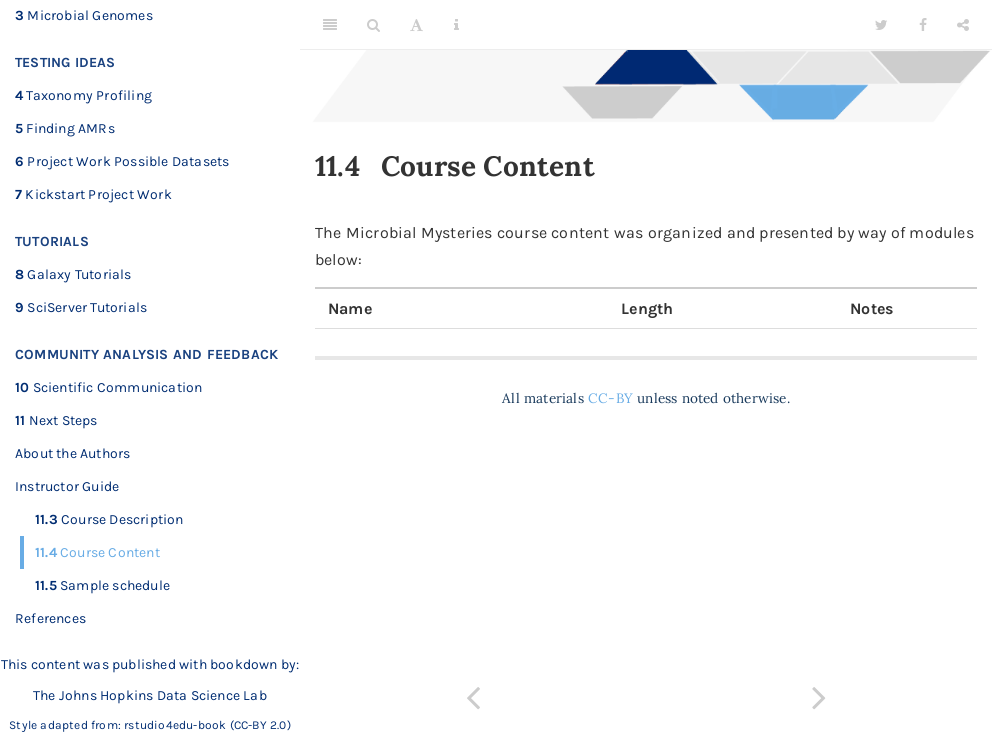 3 Microbial Genomes
TESTING IDEAS
4 Taxonomy Profiling
5 Finding AMRs
6 Project Work Possible Datasets
7 Kickstart Project Work
TUTORIALS
8 Galaxy Tutorials
9 SciServer Tutorials
COMMUNITY ANALYSIS AND FEEDBACK
10 Scientific Communication
11 Next Steps
About the Authors
Instructor Guide
11.3 Course Description
11.4 Course Content
11.5 Sample schedule
References
This content was published with bookdown by:
The Johns Hopkins Data Science Lab
Style adapted from: rstudio4edu-book (CC-BY 2.0)
11.4 Course Content
The Microbial Mysteries course content was organized and presented by way of modules
below:
Name Length Notes
All materials CC-BY unless noted otherwise.